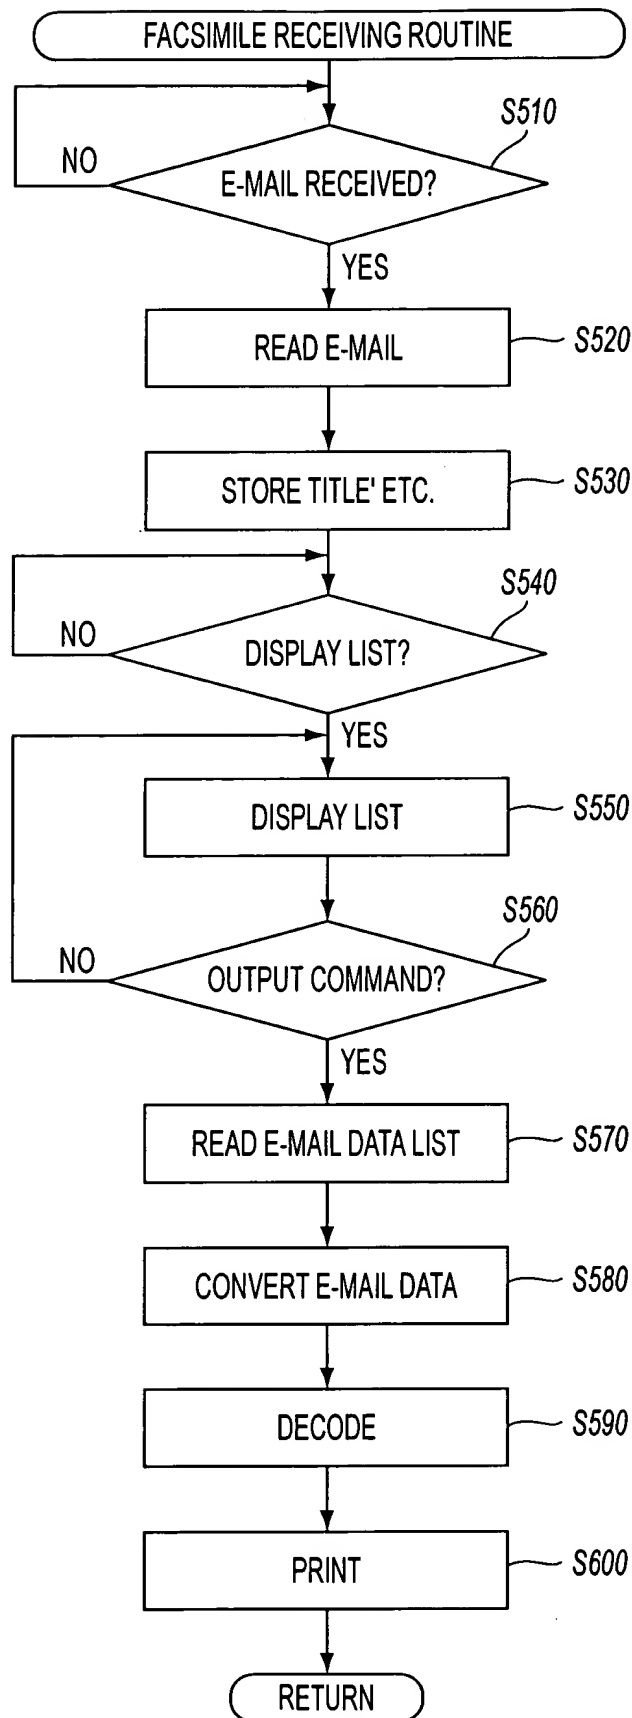 FACSIMILE RECEIVING ROUTINE
S510
NO
E-MAIL RECEIVED?
YES
READ E-MAIL
S520
STORE TITLE' ETC.
S530
S540
NO
DISPLAY LIST?
YES
DISPLAY LIST
S550
S560
NO
OUTPUT COMMAND?
YES
READ E-MAIL DATA LIST
S570
CONVERT E-MAIL DATA
S580
DECODE
S590
PRINT
S600
RETURN